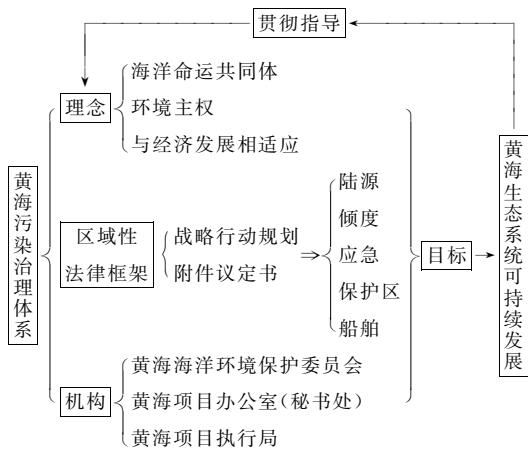 贯彻指导
理念
海洋命运共同体
环境主权
与经济发展相适应
黄海污染治理体系
区域性
法律框架
战略行动规划
附件议定书
陆源
倾度
应急
保护区
船舶
目标
黄海生态系统可持续发展
机构
黄海海洋环境保护委员会
黄海项目办公室(秘书处)
黄海项目执行局